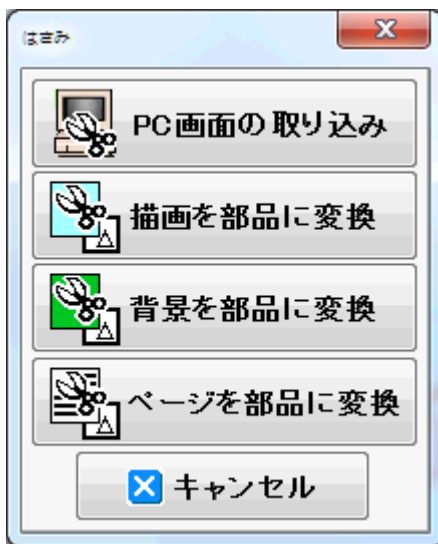 はさみ
PC画面の取り込み
描画を部品に変換
背景を部品に変換
ページを部品に変換
キャンセル